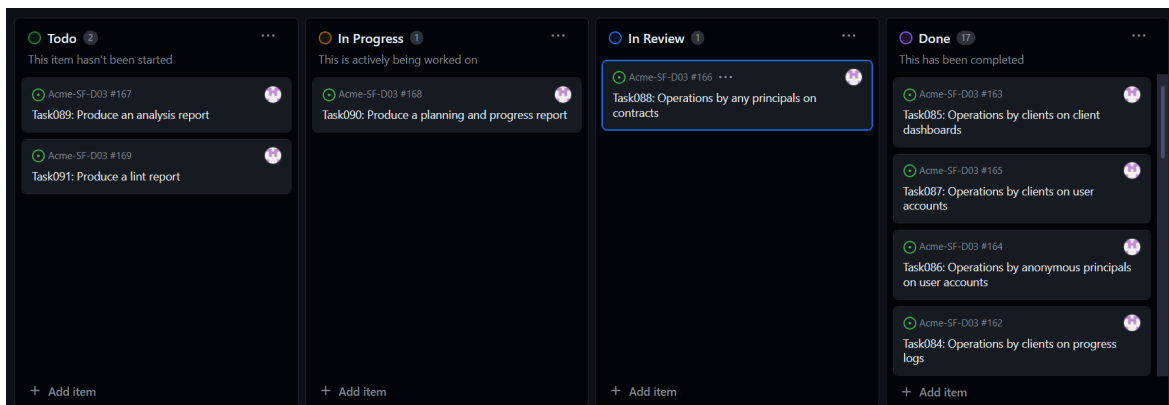 Todo 2 ...
This item hasn't been started
Acme-SF-D03 #167
Task089: Produce an analysis report
Acme-SF-D03 #169
Task091: Produce a lint report
+ Add item
In Progress 1 ...
This is actively being worked on
Acme-SF-D03 #168
Task090: Produce a planning and progress report
+ Add item
In Review 1 ...
Acme-SF-D03 #166 ...
Task088: Operations by any principals on
contracts
+ Add item
Done 17 ...
This has been completed
Acme-SF-D03 #163
Task085: Operations by clients on client
dashboards
Acme-SF-D03 #165
Task087: Operations by clients on user
accounts
Acme-SF-D03 #164
Task086: Operations by anonymous principals
on user accounts
Acme-SF-D03 #162
Task084: Operations by clients on progress
logs
+ Add item